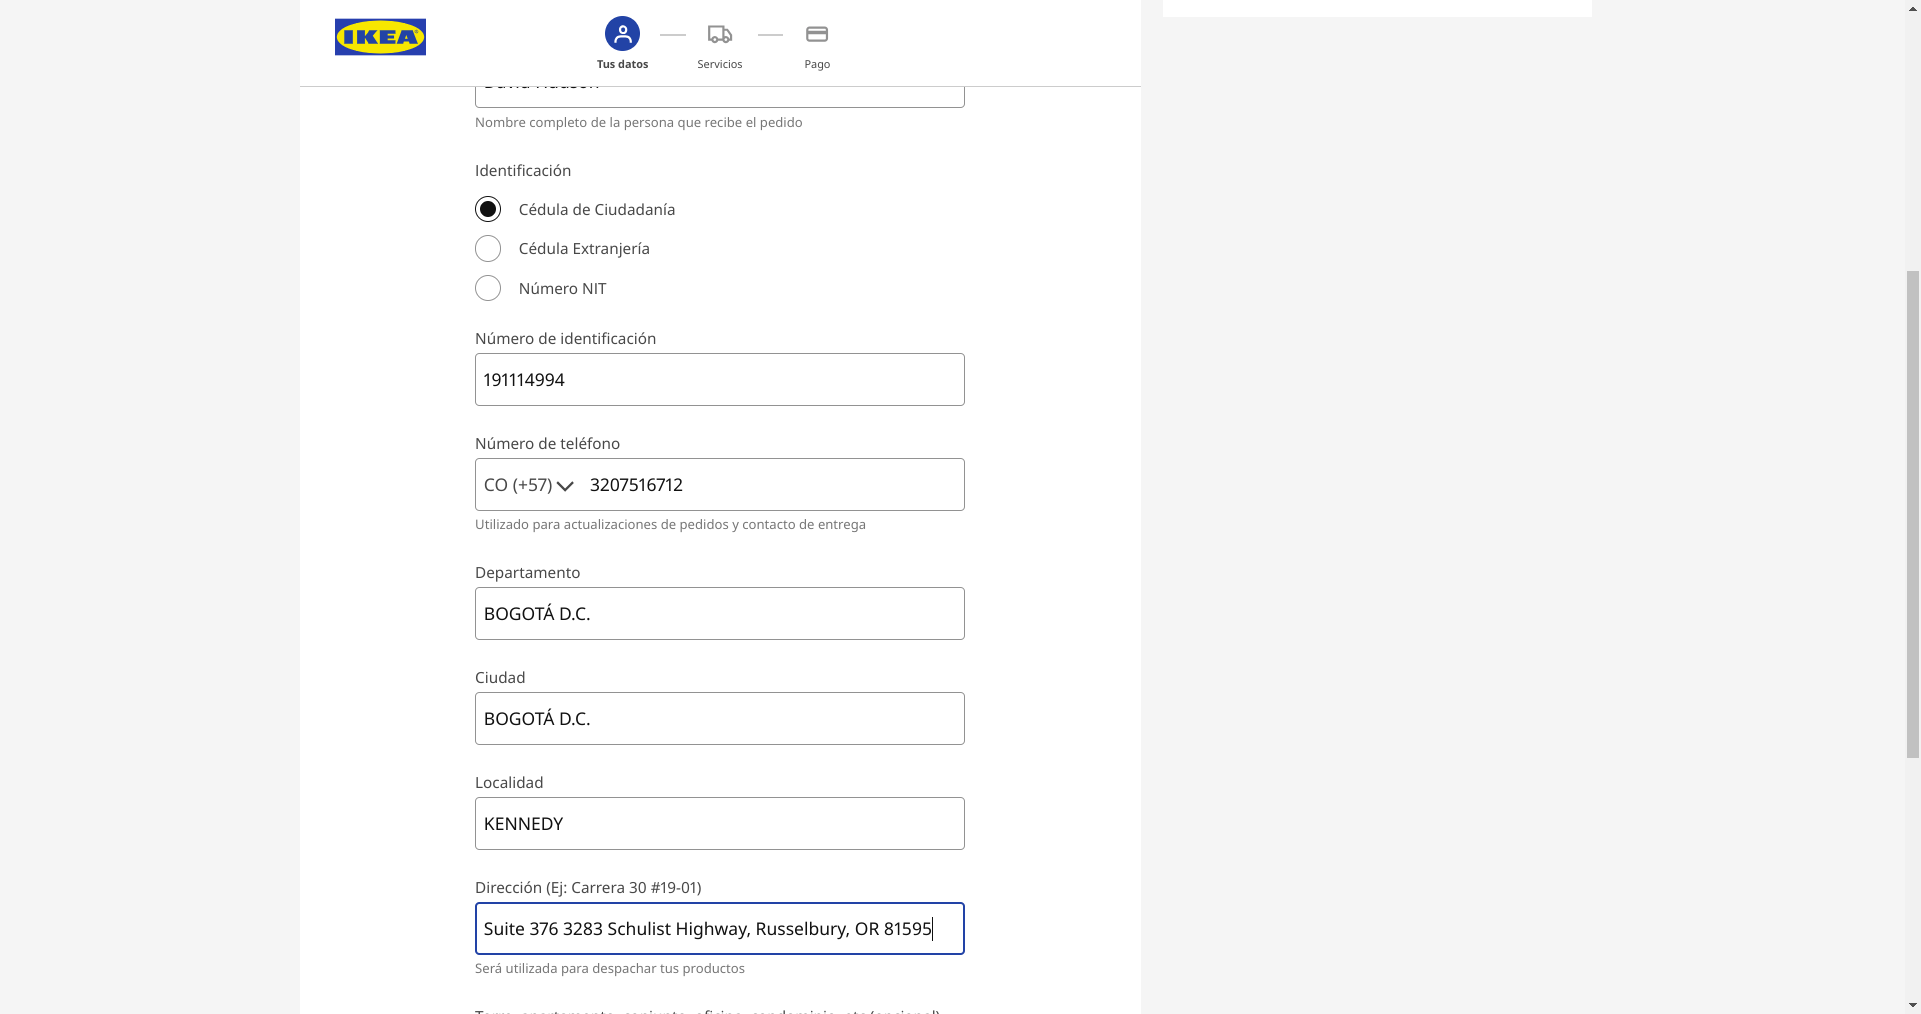 IKEA
Tus datos
Servicios
Pago
Nombre completo de la persona que recibe el pedido
Identificación
Cédula de Ciudadanía
Cédula Extranjería
Número NIT
Número de identificación
191114994
Número de teléfono
CO (+57) 3207516712
Utilizado para actualizaciones de pedidos y contacto de entrega
Departamento
BOGOTÁ D.C.
Ciudad
BOGOTÁ D.C.
Localidad
KENNEDY
Dirección (Ej: Carrera 30 #19-01)
Suite 376 3283 Schulist Highway, Russelbury, OR 81595
Será utilizada para despachar tus productos